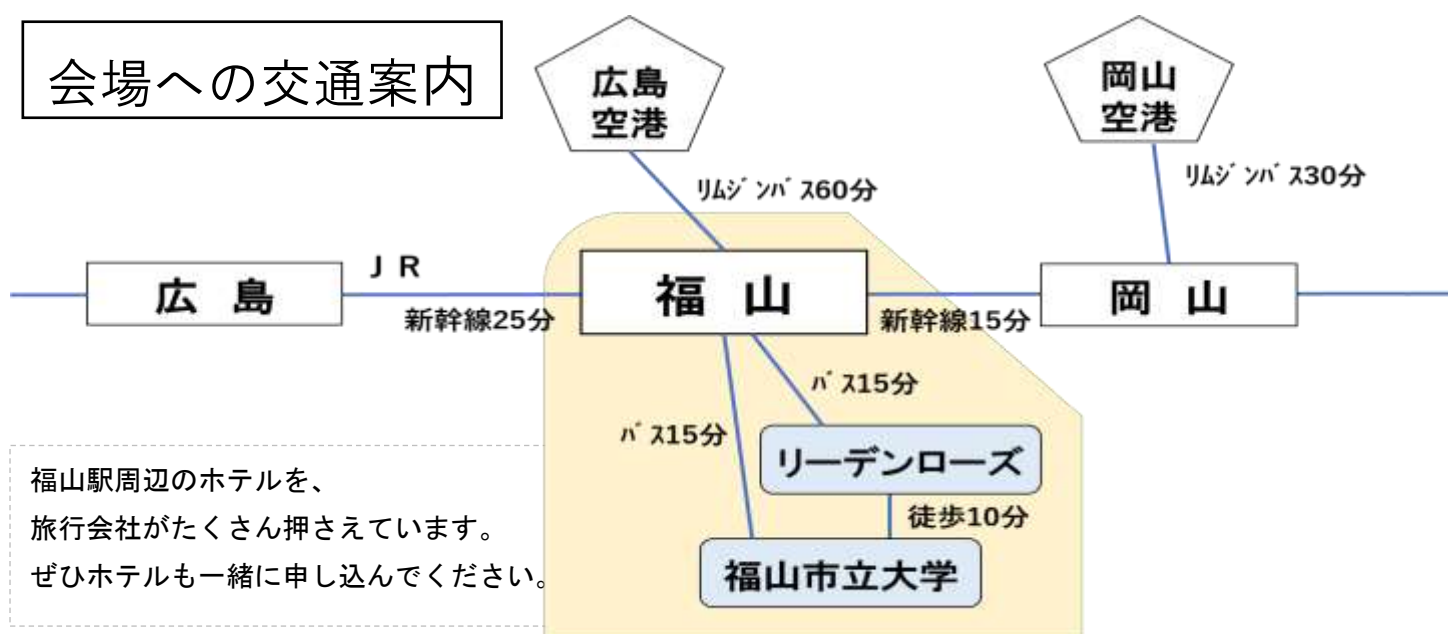 会場への交通案内
広島
空港
岡山
空港
ﾘﾑｼﾞﾝﾊﾞｽ60分
ﾘﾑｼﾞﾝﾊﾞｽ30分
広 島
ＪＲ
新幹線25分
福 山
新幹線15分
岡 山
ﾊﾞｽ15分
ﾊﾞｽ15分
リーデンローズ
徒歩10分
福山市立大学
福山駅周辺のホテルを、
旅行会社がたくさん押さえています。
ぜひホテルも一緒に申し込んでください。